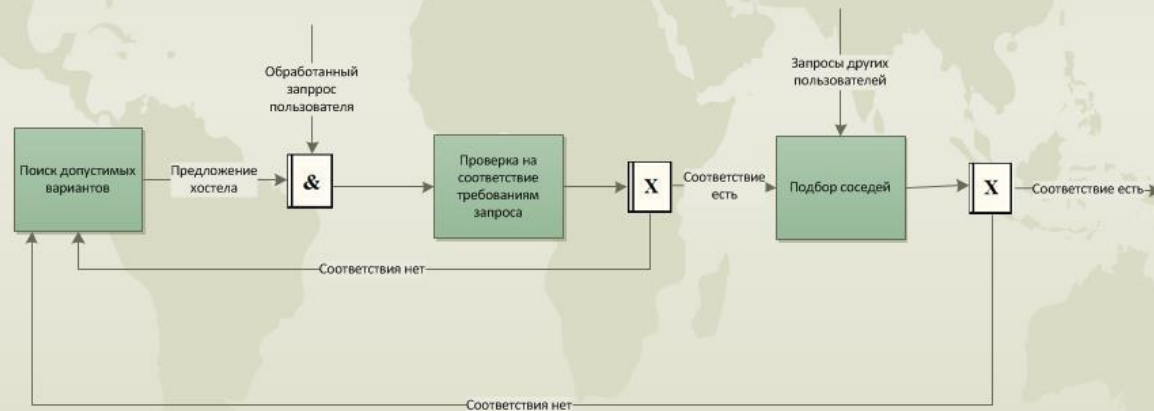 Обработанный
запррос
пользователя
Запросы других
пользователей
Поиск допустимых
вариантов
Предложение
хостела
&
Проверка на
соответствие
требованиям
запроса
X
Соответствие
есть
Подбор соседей
X
Соответствие есть
Соответствия нет
Соответствия нет